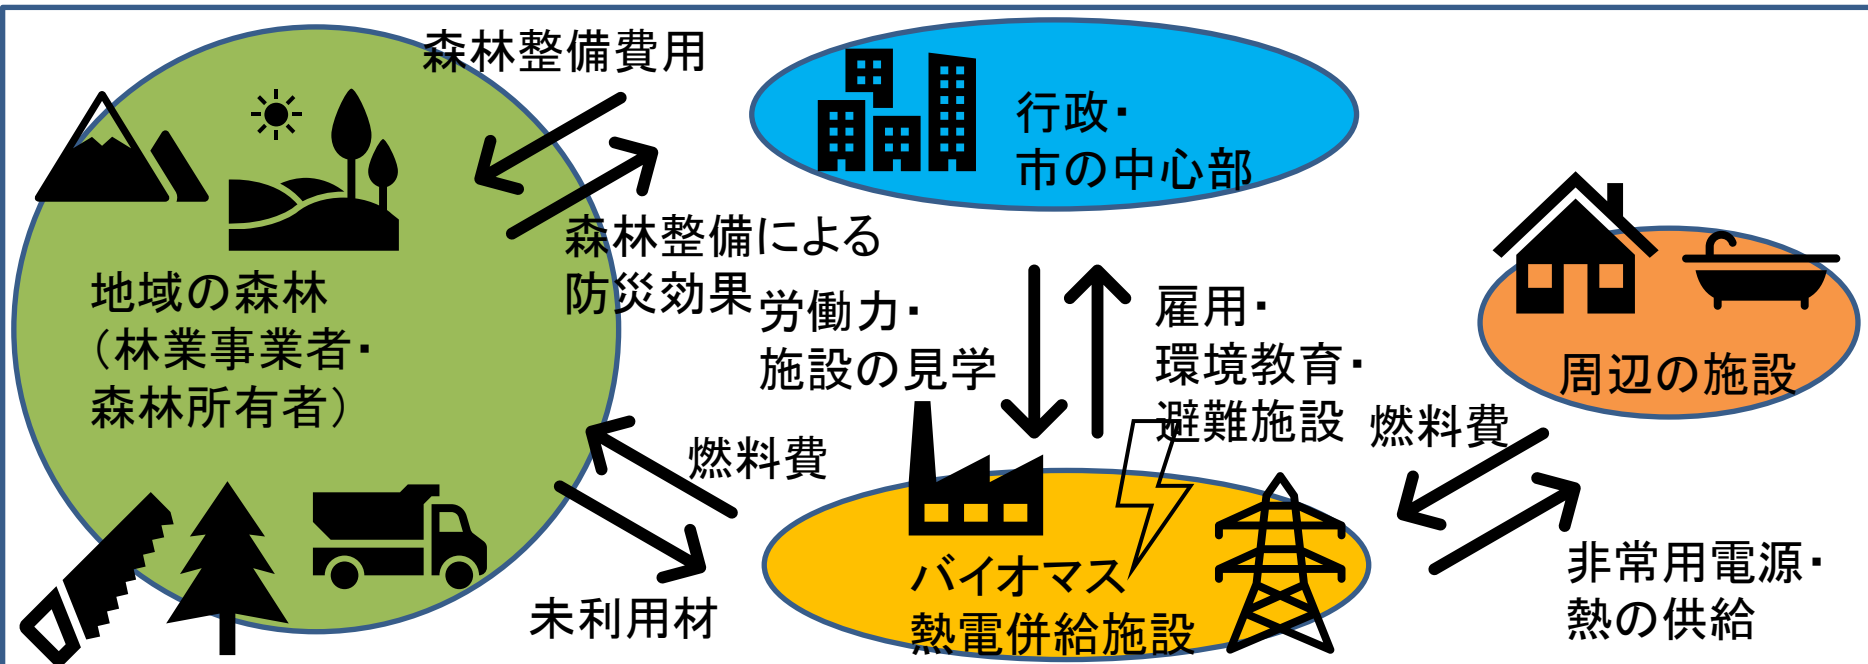 森林整備費用
行政・
市の中心部
森林整備による
防災効果
地域の森林
（林業事業者・
森林所有者）
労働力・
施設の見学
雇用・
環境教育・
避難施設
周辺の施設
燃料費
燃料費
未利用材
バイオマス
熱電併給施設
非常用電源・
熱の供給